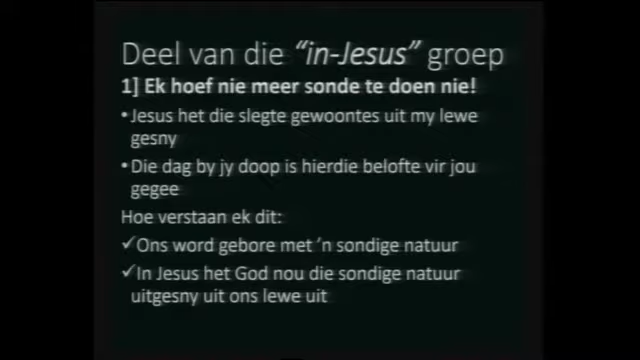 Deel van die "in-Jesus" groep
1] Ek hoef nie meer sonde te doen nie!
•Jesus het die slegte gewoontes uit my lewe
gesny
•Die dag by jy doop is hierdie belofte vir jou
gegee
Hoe verstaan ek dit:
✓Ons word gebore met 'n sondige natuur
✓In Jesus het God nou die sondige natuur
uitgesny uit ons lewe uit